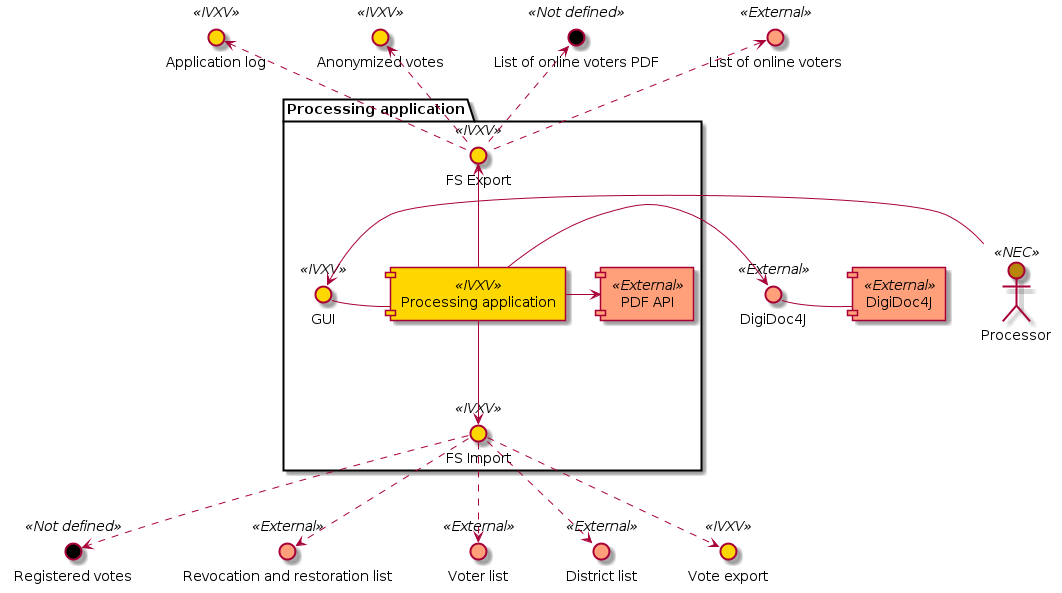 «IVXV»
Application log
«IVXV»
Anonymized votes
«Not defined»
List of online voters PDF
«External»
List of online voters
Processing application
«IVXV»
FS Export
«IVXV»
GUI
«IVXV»
Processing application
«External»
PDF API
«External»
DigiDoc4J
«External»
DigiDoc4J
«NEC»
Processor
«IVXV»
FS Import
«Not defined»
Registered votes
«External»
Revocation and restoration list
«External»
Voter list
«External»
District list
«IVXV»
Vote export